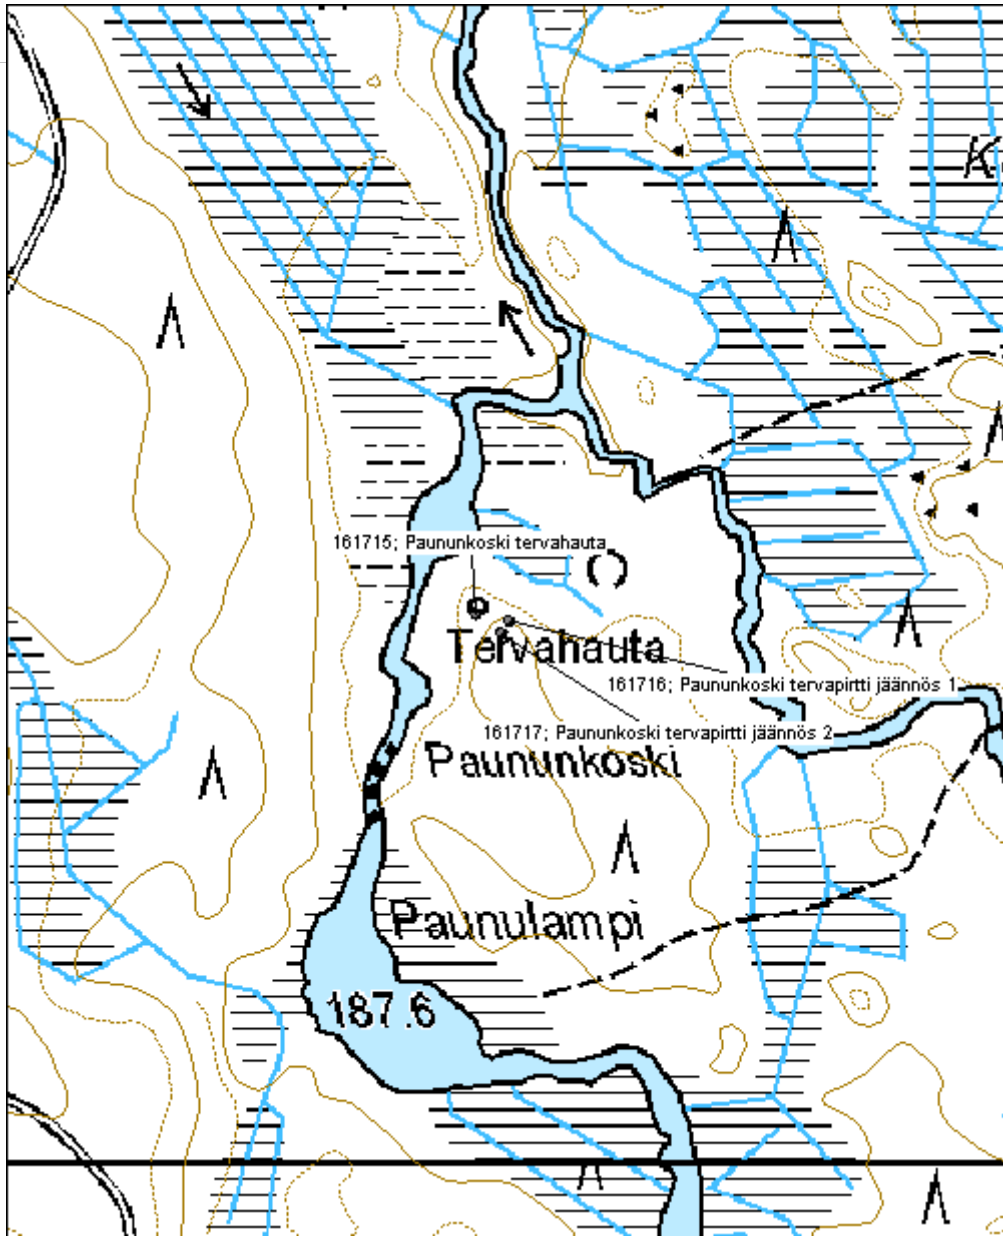 K
161715; Paununkoski tervahauta
Tervahauta
161716; Paununkoski tervapirtti jäännös 1
161717; Paununkoski tervapirtti jäännös 2
Paununkoski
Paunulampi
187.6